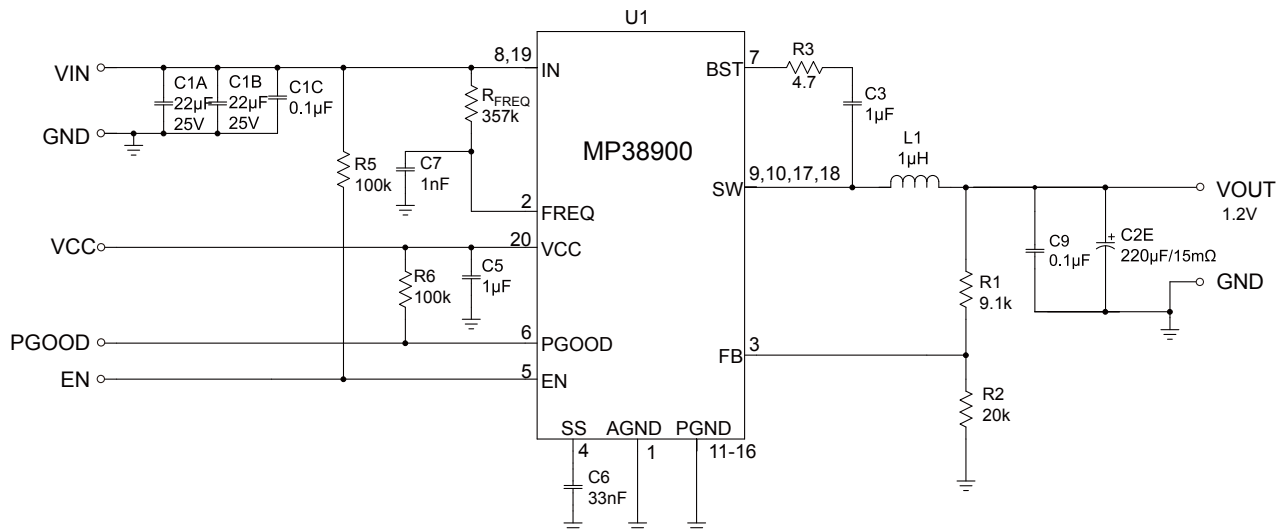 U1
MP38900
VIN
GND
C1A
22µF
25V
C1B
22µF
25V
C1C
0.1µF
R5
100k
RFREQ
357k
C7
1nF
8,19
IN
2
FREQ
VCC
20
VCC
R6
100k
C5
1µF
PGOOD
6
PGOOD
EN
5
EN
SS
4
C6
33nF
AGND
1
PGND
11-16
BST
7
R3
4.7
C3
1µF
SW
9,10,17,18
L1
1µH
VOUT
1.2V
C9
0.1µF
C2E
+
220µF/15mΩ
GND
R1
9.1k
FB
3
R2
20k